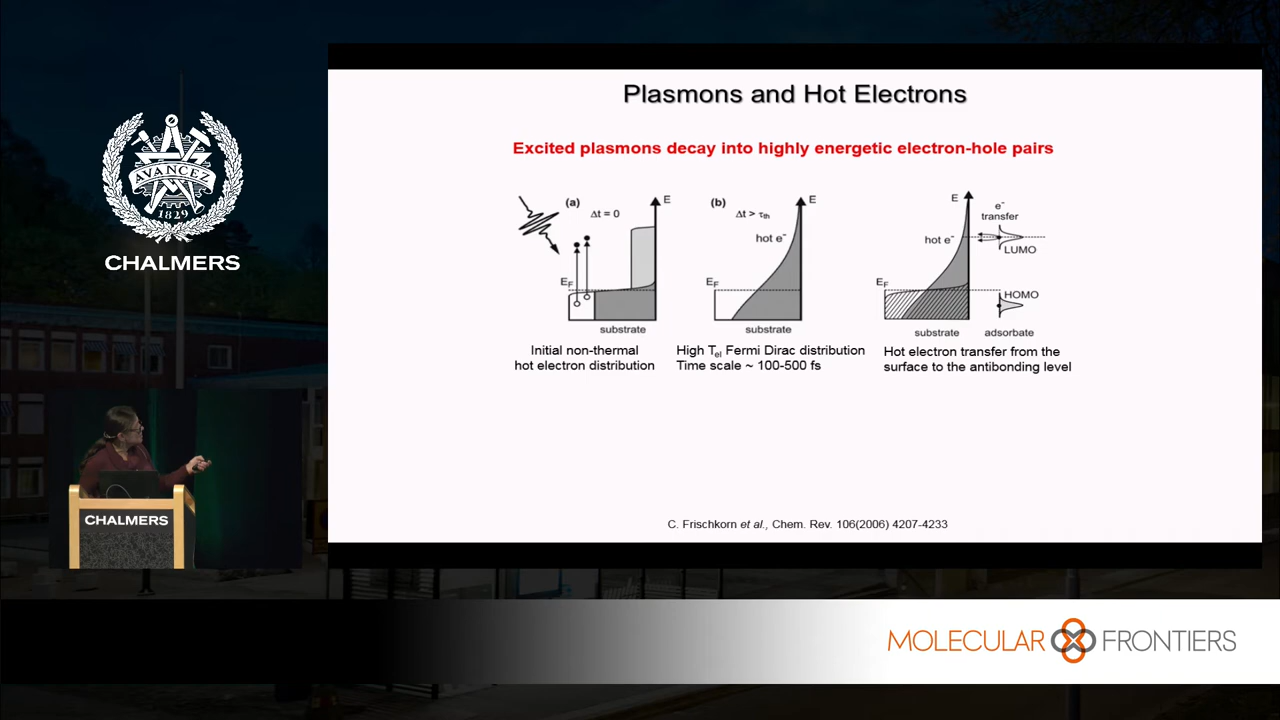 AVANCEZ
1829
CHALMERS
CHALMERS
Plasmons and Hot Electrons
Excited plasmons decay into highly energetic electron-hole pairs
(a)
Δt = 0
E
E_F
substrate
Initial non-thermal
hot electron distribution
(b)
Δt > τ_th
E
hot e⁻
E_F
substrate
High T_el Fermi Dirac distribution
Time scale ~ 100-500 fs
E
e⁻
transfer
hot e⁻
LUMO
E_F
HOMO
substrate adsorbate
Hot electron transfer from the
surface to the antibonding level
C. Frischkorn et al., Chem. Rev. 106(2006) 4207-4233
MOLECULAR FRONTIERS